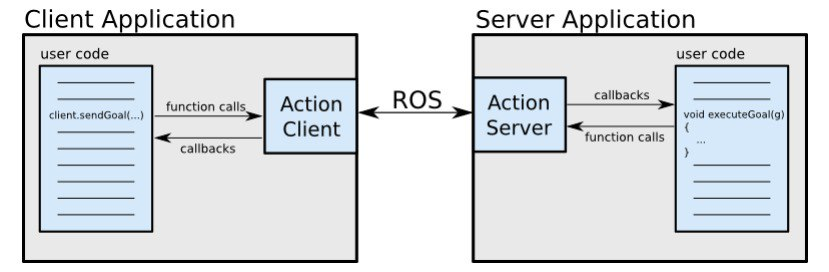 Client Application
user code
client.sendGoal(...)
function calls
callbacks
Action
Client
ROS
Server Application
Action
Server
callbacks
function calls
user code
void executeGoal(g)
{
...
}